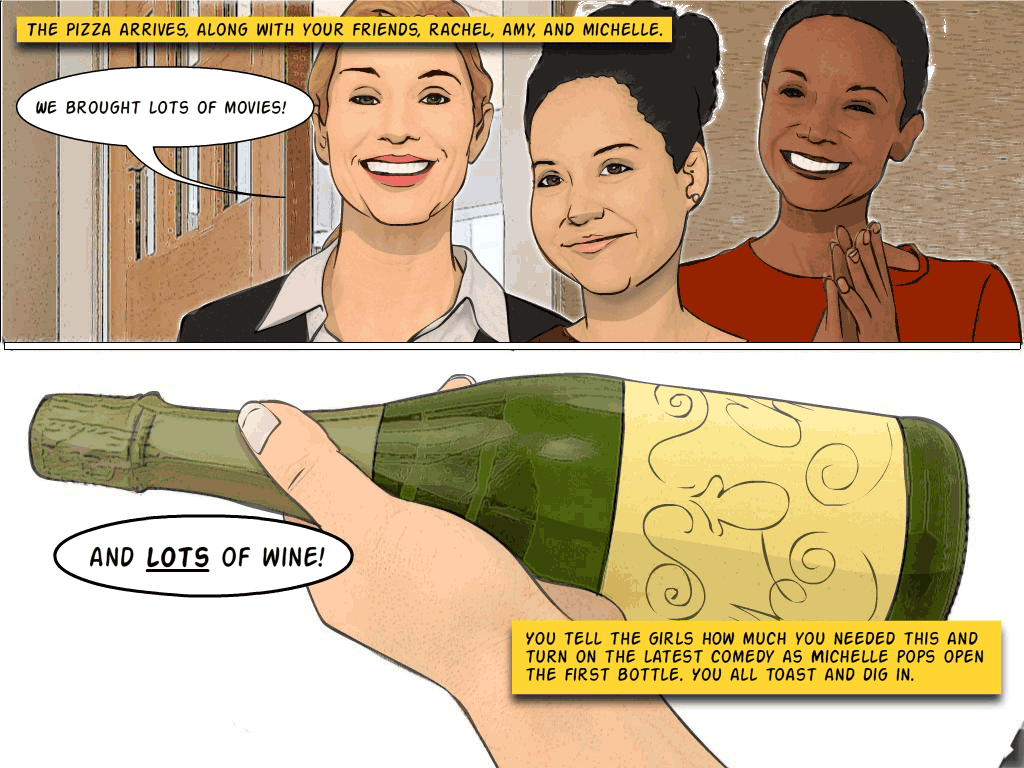 THE PIZZA ARRIVES, ALONG WITH YOUR FRIENDS, RACHEL, AMY, AND MICHELLE.
WE BROUGHT LOTS OF MOVIES!
AND LOTS OF WINE!
YOU TELL THE GIRLS HOW MUCH YOU NEEDED THIS AND
TURN ON THE LATEST COMEDY AS MICHELLE POPS OPEN
THE FIRST BOTTLE. YOU ALL TOAST AND DIG IN.